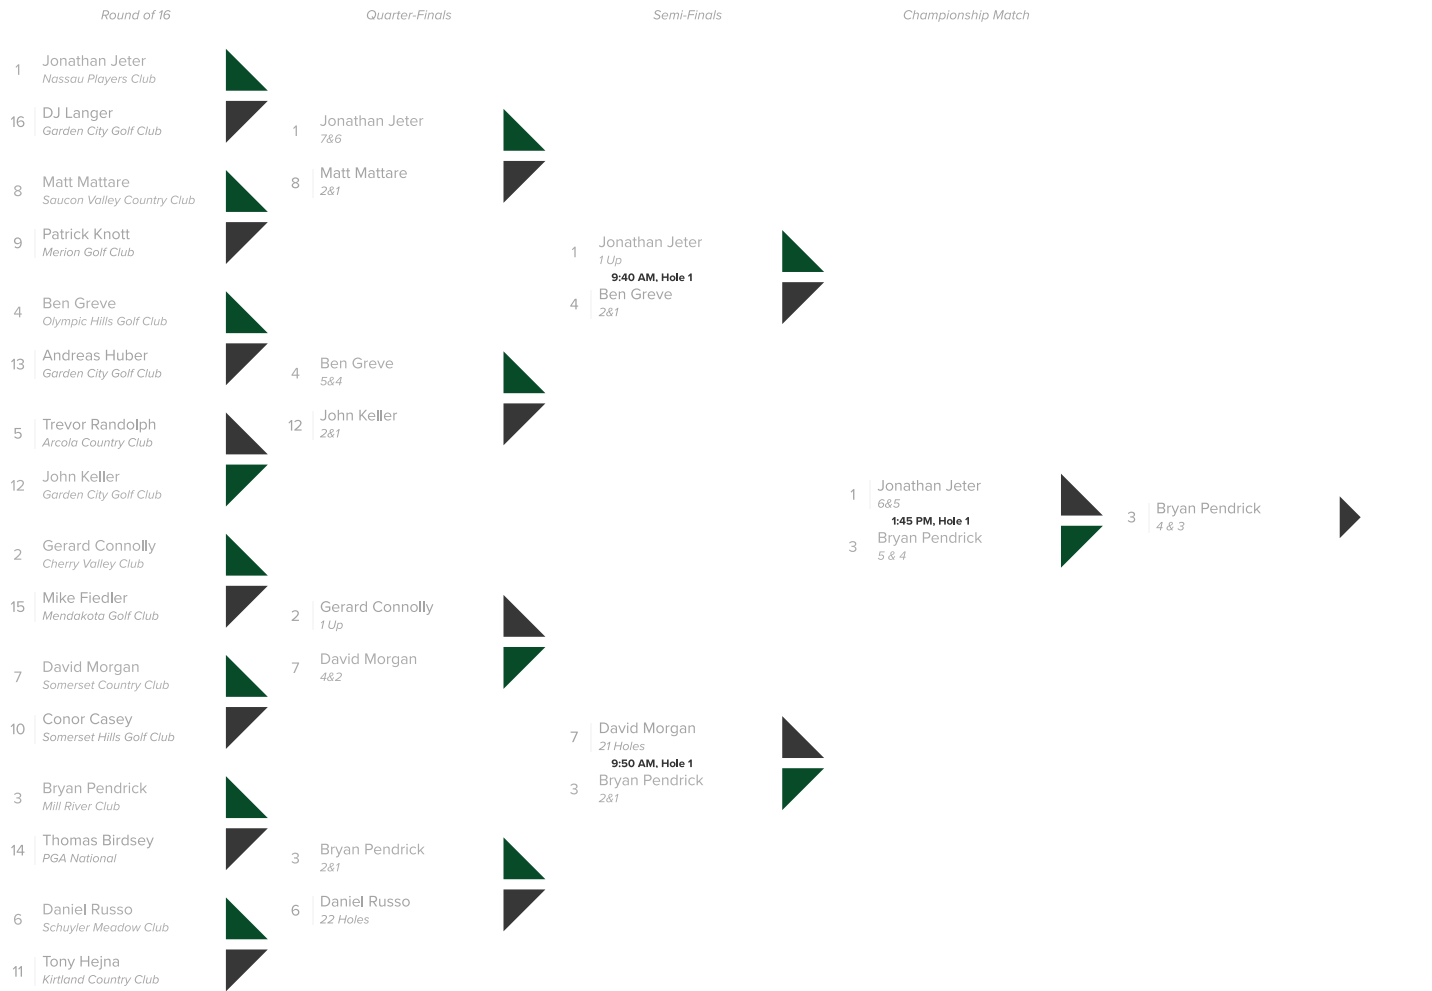 Round of 16
Quarter-Finals
Semi-Finals
Championship Match
1
Jonathan Jeter
Nassau Players Club
16
DJ Langer
Garden City Golf Club
8
Matt Mattare
Saucon Valley Country Club
9
Patrick Knott
Merion Golf Club
4
Ben Greve
Olympic Hills Golf Club
13
Andreas Huber
Garden City Golf Club
5
Trevor Randolph
Arcola Country Club
12
John Keller
Garden City Golf Club
2
Gerard Connolly
Cherry Valley Club
15
Mike Fiedler
Mendakota Golf Club
7
David Morgan
Somerset Country Club
10
Conor Casey
Somerset Hills Golf Club
3
Bryan Pendrick
Mill River Club
14
Thomas Birdsey
PGA National
6
Daniel Russo
Schuyler Meadow Club
11
Tony Hejna
Kirtland Country Club
1
Jonathan Jeter
7&6
8
Matt Mattare
2&1
4
Ben Greve
5&4
12
John Keller
2&1
2
Gerard Connolly
1 Up
7
David Morgan
4&2
3
Bryan Pendrick
2&1
6
Daniel Russo
22 Holes
1
Jonathan Jeter
1 Up
9:40 AM, Hole 1
4
Ben Greve
2&1
7
David Morgan
21 Holes
9:50 AM, Hole 1
3
Bryan Pendrick
2&1
1
Jonathan Jeter
6&5
1:45 PM, Hole 1
3
Bryan Pendrick
5 & 4
3
Bryan Pendrick
4 & 3